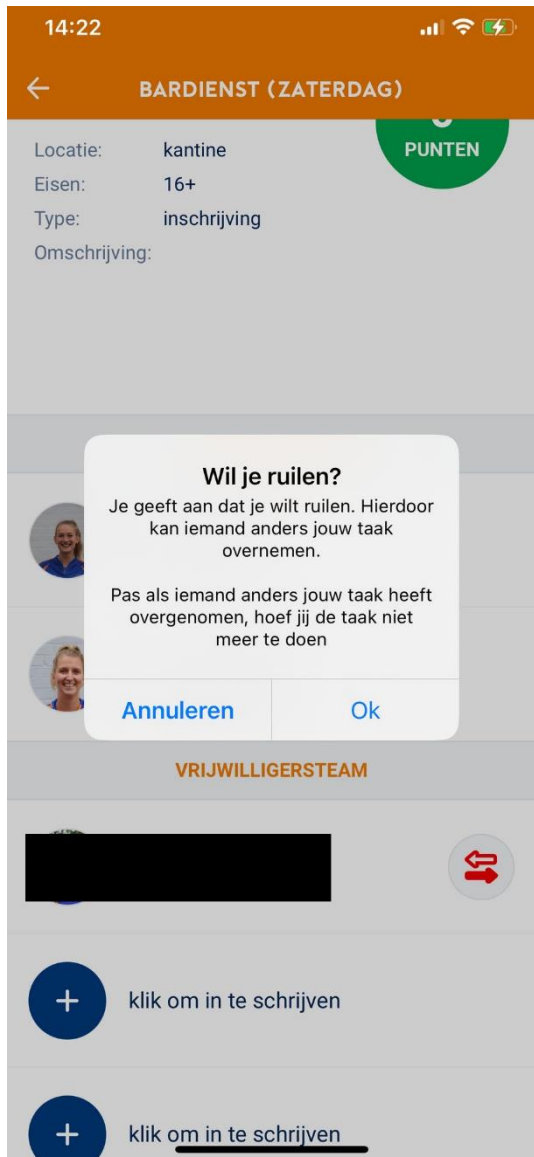 14:22
BARDIENST (ZATERDAG)
PUNTEN
Locatie: kantine
Eisen: 16+
Type: inschrijving
Omschrijving:
Wil je ruilen?
Je geeft aan dat je wilt ruilen. Hierdoor
kan iemand anders jouw taak
overnemen.
Pas als iemand anders jouw taak heeft
overgenomen, hoef jij de taak niet
meer te doen
Annuleren Ok
VRIJWILLIGERSTEAM
klik om in te schrijven
klik om in te schrijven